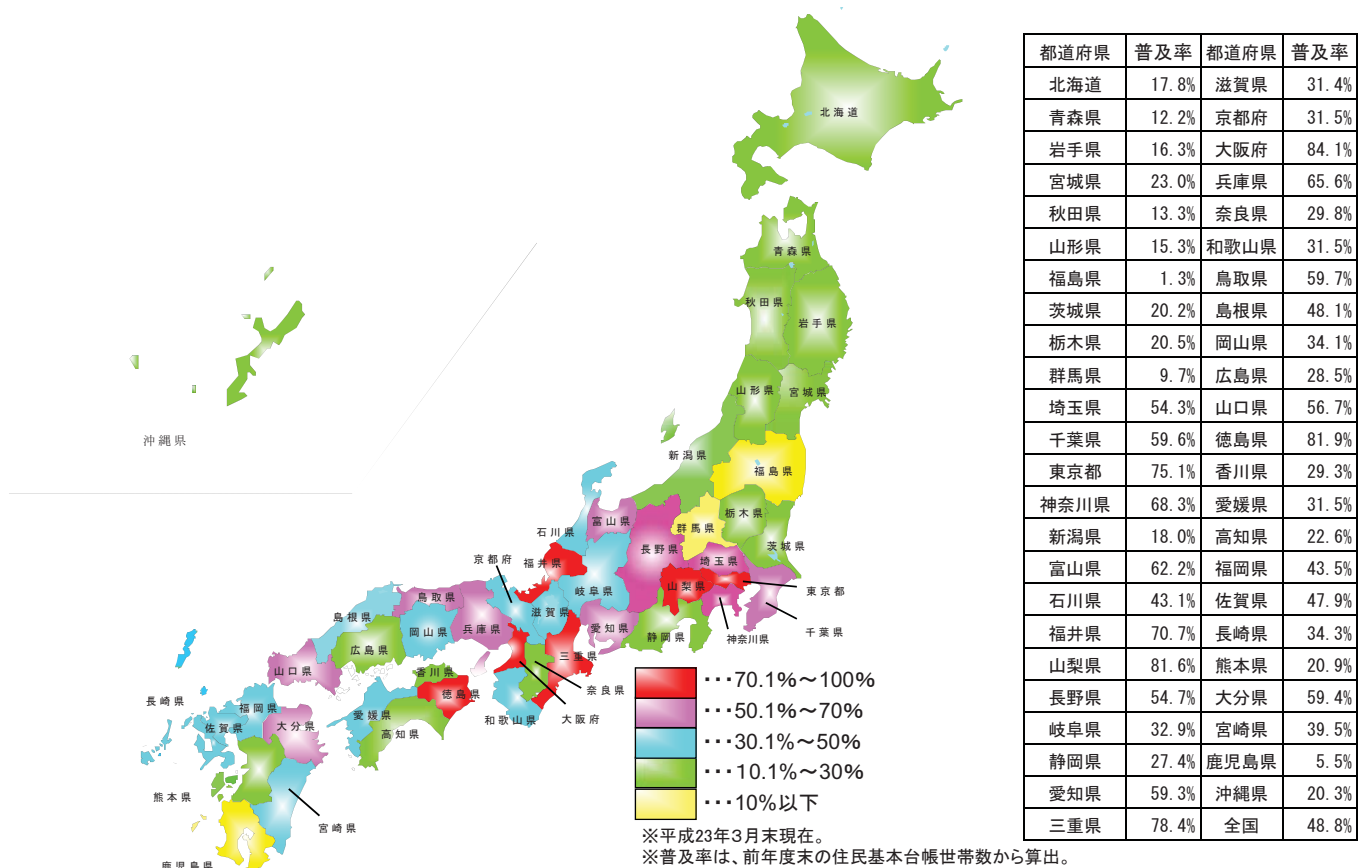 北海道
青森県
秋田県
岩手県
山形県
宮城県
沖縄県
新潟県
福島県
富山県
群馬県
栃木県
石川県
長野県
茨城県
京都府
福井県
埼玉県
岐阜県
山梨県
東京都
鳥取県
島根県
岡山県
兵庫県
滋賀県
愛知県
静岡県
神奈川県
千葉県
広島県
三重県
山口県
香川県
奈良県
長崎県
福岡県
徳島県
佐賀県
大分県
愛媛県
和歌山県
大阪府
高知県
熊本県
宮崎県
鹿児島県
・・・70.1%～100%
・・・50.1%～70%
・・・30.1%～50%
・・・10.1%～30%
・・・10%以下
※平成23年3月末現在。
※普及率は、前年度末の住民基本台帳世帯数から算出。
都道府県 普及率 都道府県 普及率
北海道 17.8% 滋賀県 31.4%
青森県 12.2% 京都府 31.5%
岩手県 16.3% 大阪府 84.1%
宮城県 23.0% 兵庫県 65.6%
秋田県 13.3% 奈良県 29.8%
山形県 15.3% 和歌山県 31.5%
福島県 1.3% 鳥取県 59.7%
茨城県 20.2% 島根県 48.1%
栃木県 20.5% 岡山県 34.1%
群馬県 9.7% 広島県 28.5%
埼玉県 54.3% 山口県 56.7%
千葉県 59.6% 徳島県 81.9%
東京都 75.1% 香川県 29.3%
神奈川県 68.3% 愛媛県 31.5%
新潟県 18.0% 高知県 22.6%
富山県 62.2% 福岡県 43.5%
石川県 43.1% 佐賀県 47.9%
福井県 70.7% 長崎県 34.3%
山梨県 81.6% 熊本県 20.9%
長野県 54.7% 大分県 59.4%
岐阜県 32.9% 宮崎県 39.5%
静岡県 27.4% 鹿児島県 5.5%
愛知県 59.3% 沖縄県 20.3%
三重県 78.4% 全国 48.8%